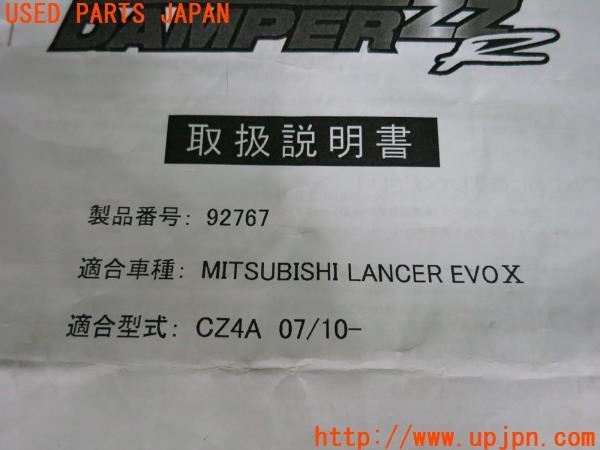 USED PARTS JAPAN
DAMPER ZZ R
取扱説明書
製品番号: 92767
適合車種: MITSUBISHI LANCER EVO X
適合型式: CZ4A 07/10-
http://www.upjpn.com/